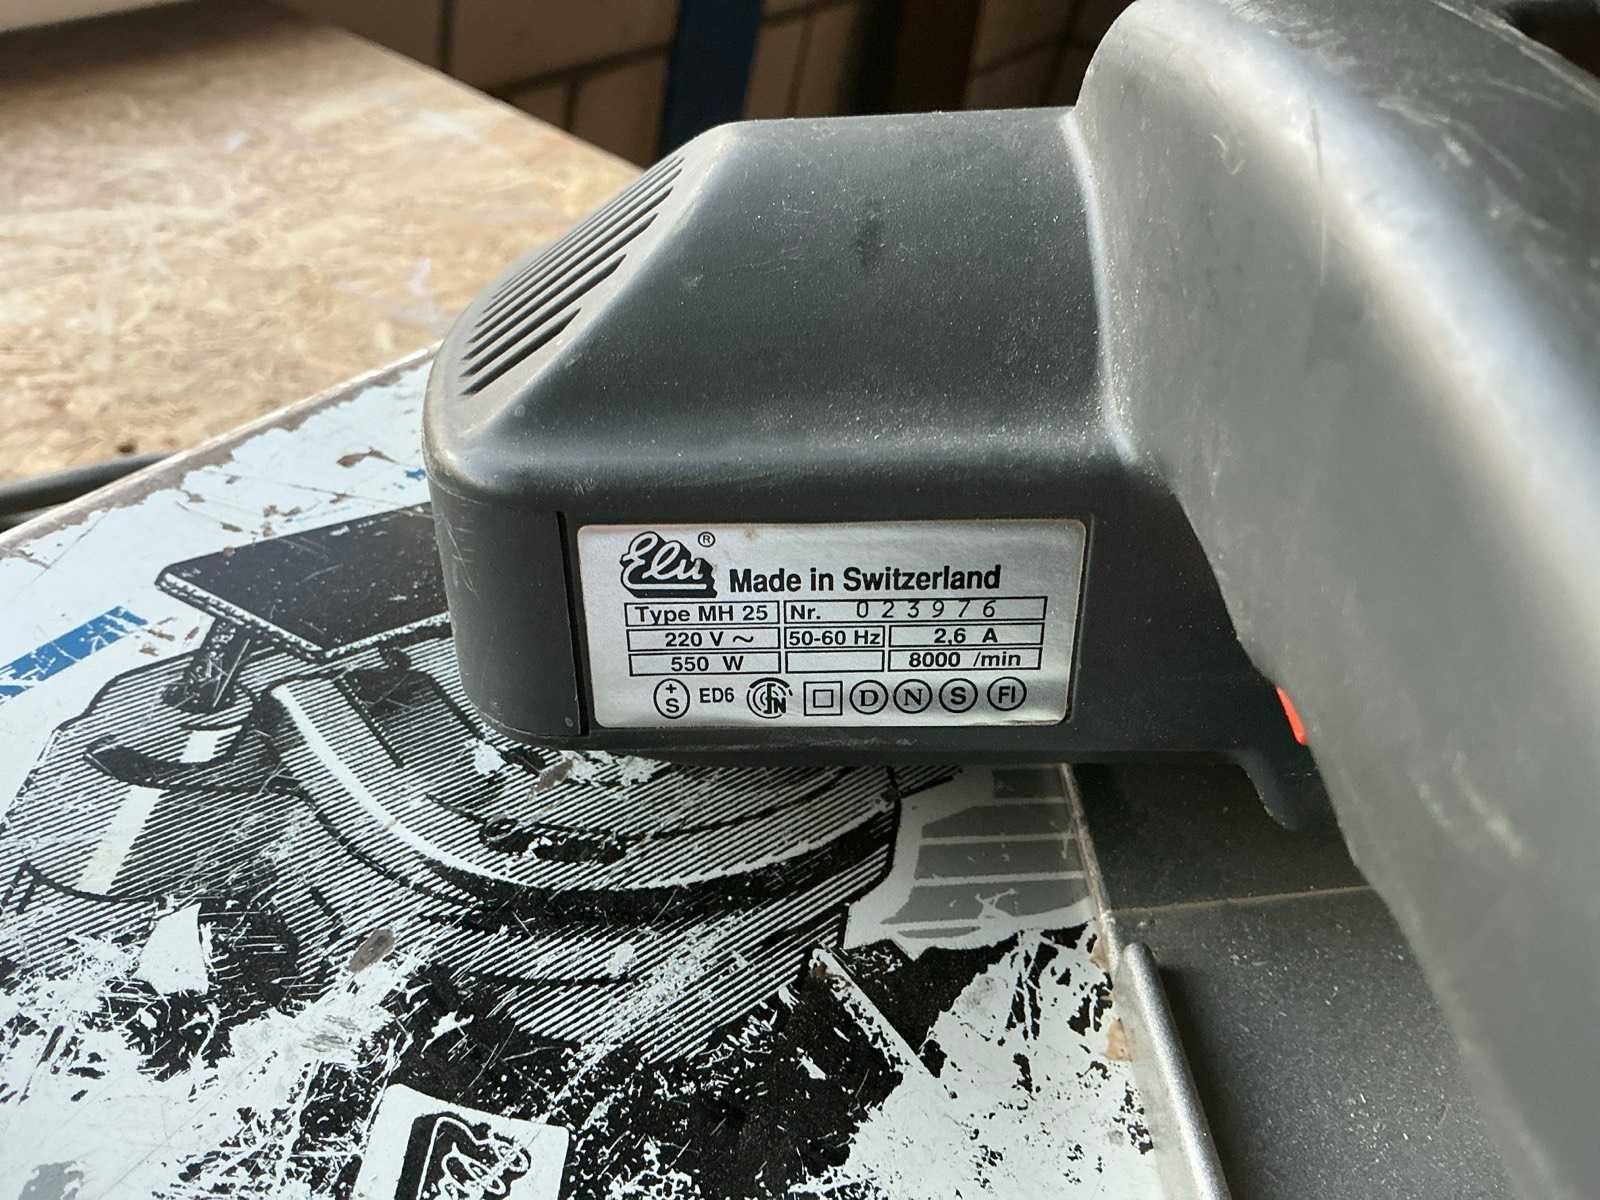 Elu ®
Made in Switzerland
Type MH 25 Nr. 023976
220 V ~ 50-60 Hz 2,6 A
550 W 8000 /min
+S ED6 D N S FI
Elu